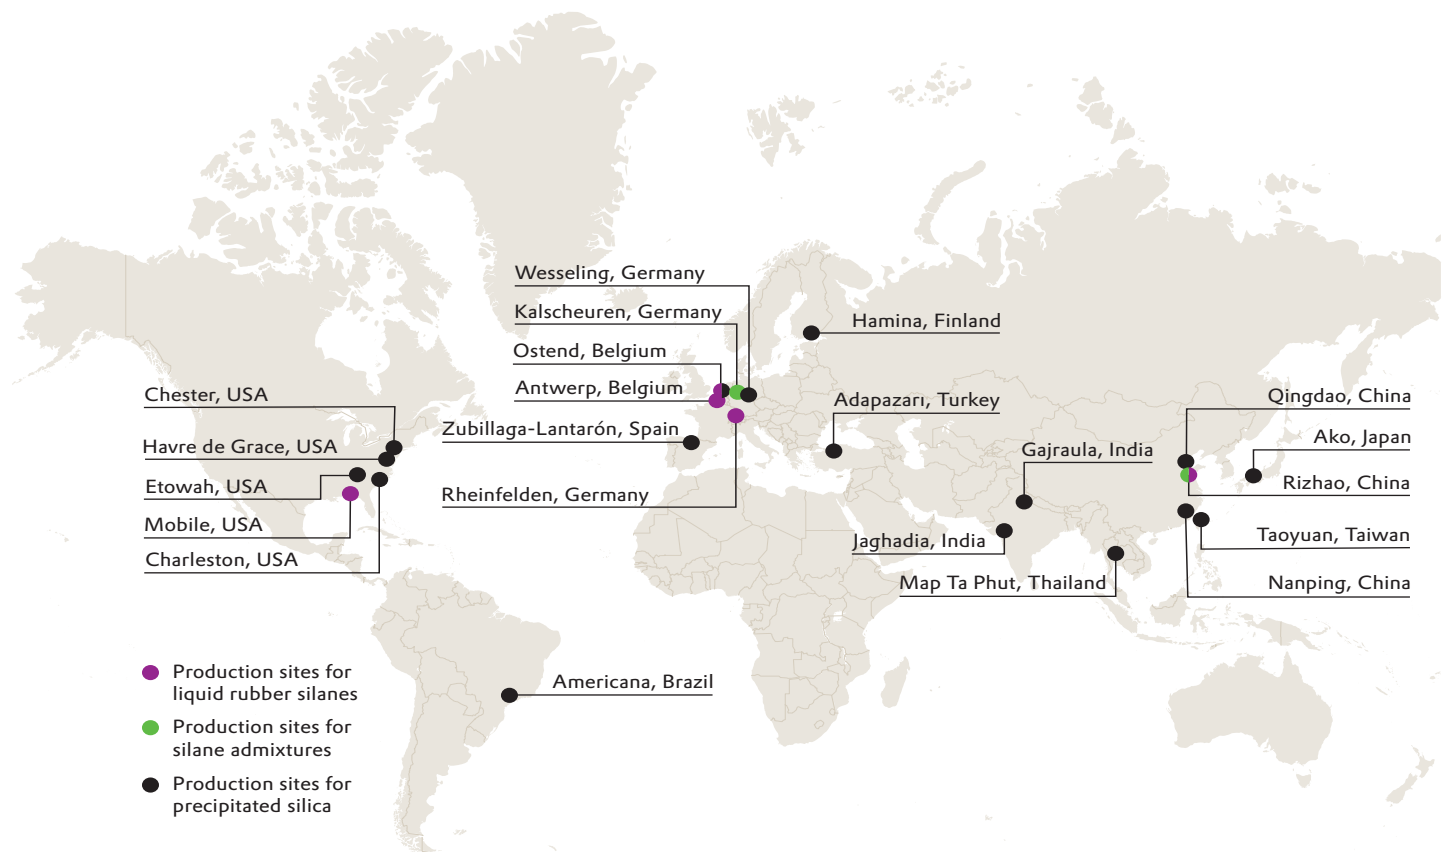 Wesseling, Germany
Kalscheuren, Germany
Hamina, Finland
Ostend, Belgium
Antwerp, Belgium
Chester, USA
Adapazarı, Turkey
Qingdao, China
Zubillaga-Lantarón, Spain
Ako, Japan
Havre de Grace, USA
Gajraula, India
Etowah, USA
Rheinfelden, Germany
Rizhao, China
Mobile, USA
Jaghadia, India
Taoyuan, Taiwan
Charleston, USA
Map Ta Phut, Thailand
Nanping, China
Americana, Brazil
Production sites for
liquid rubber silanes
Production sites for
silane admixtures
Production sites for
precipitated silica